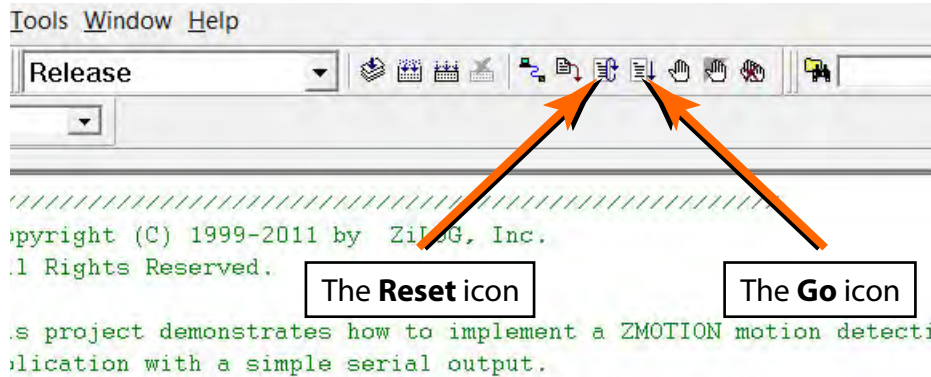 Tools Window Help
Release
//////////////////////////////////////////////////////
opyright (C) 1999-2011 by ZiLOG, Inc.
ll Rights Reserved.
The Reset icon
The Go icon
s project demonstrates how to implement a ZMOTION motion detecti
plication with a simple serial output.